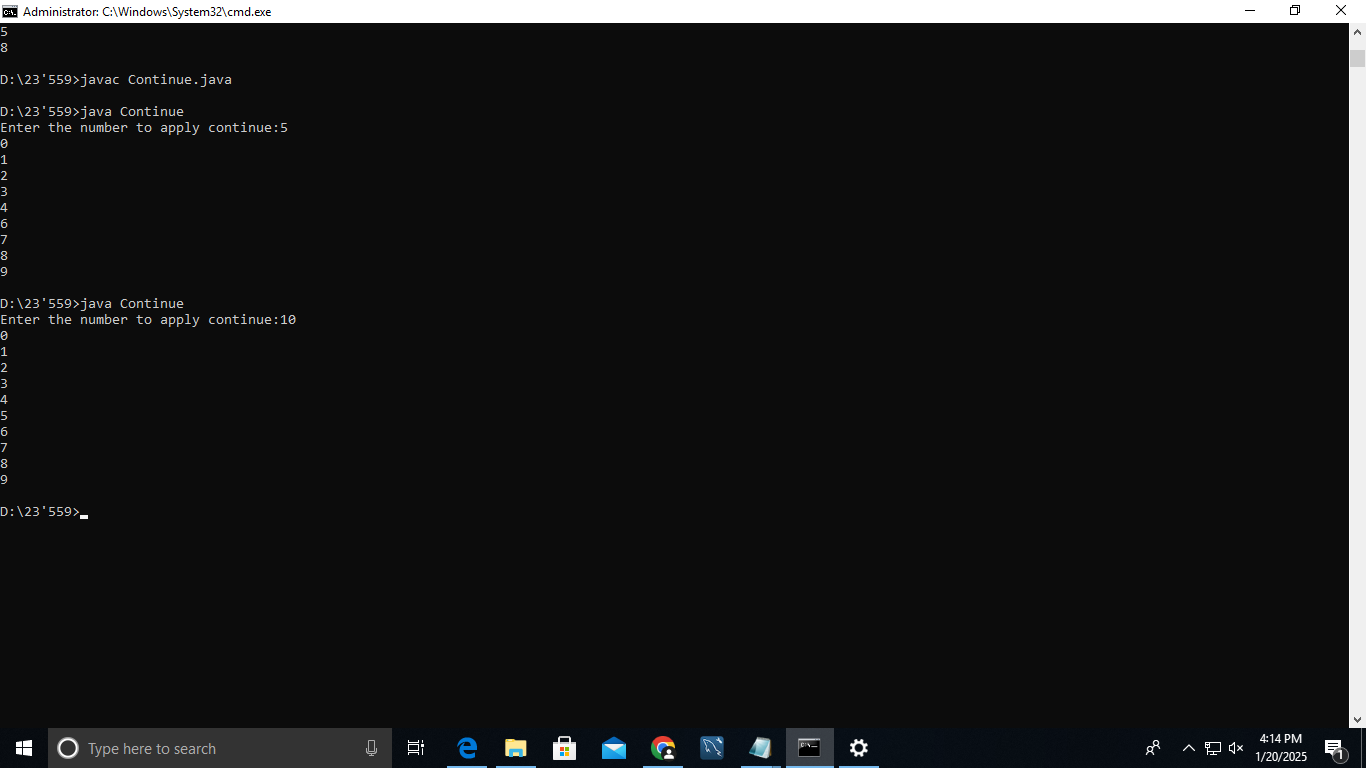 Administrator: C:\Windows\System32\cmd.exe
5
8
D:\23'559>javac Continue.java
D:\23'559>java Continue
Enter the number to apply continue:5
0
1
2
3
4
6
7
8
9
D:\23'559>java Continue
Enter the number to apply continue:10
0
1
2
3
4
5
6
7
8
9
D:\23'559>
Type here to search
4:14 PM
1/20/2025
1